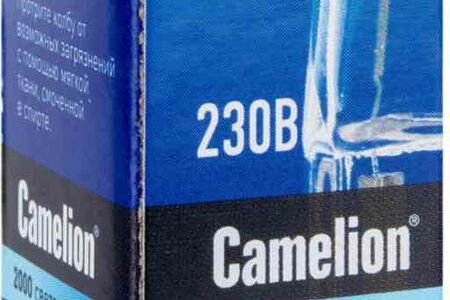 Протрите колбу от
возможных загрязнений
с помощью мягкой
ткани, смоченной
в спирте.
Camelion®
2000
230В
Camelion®